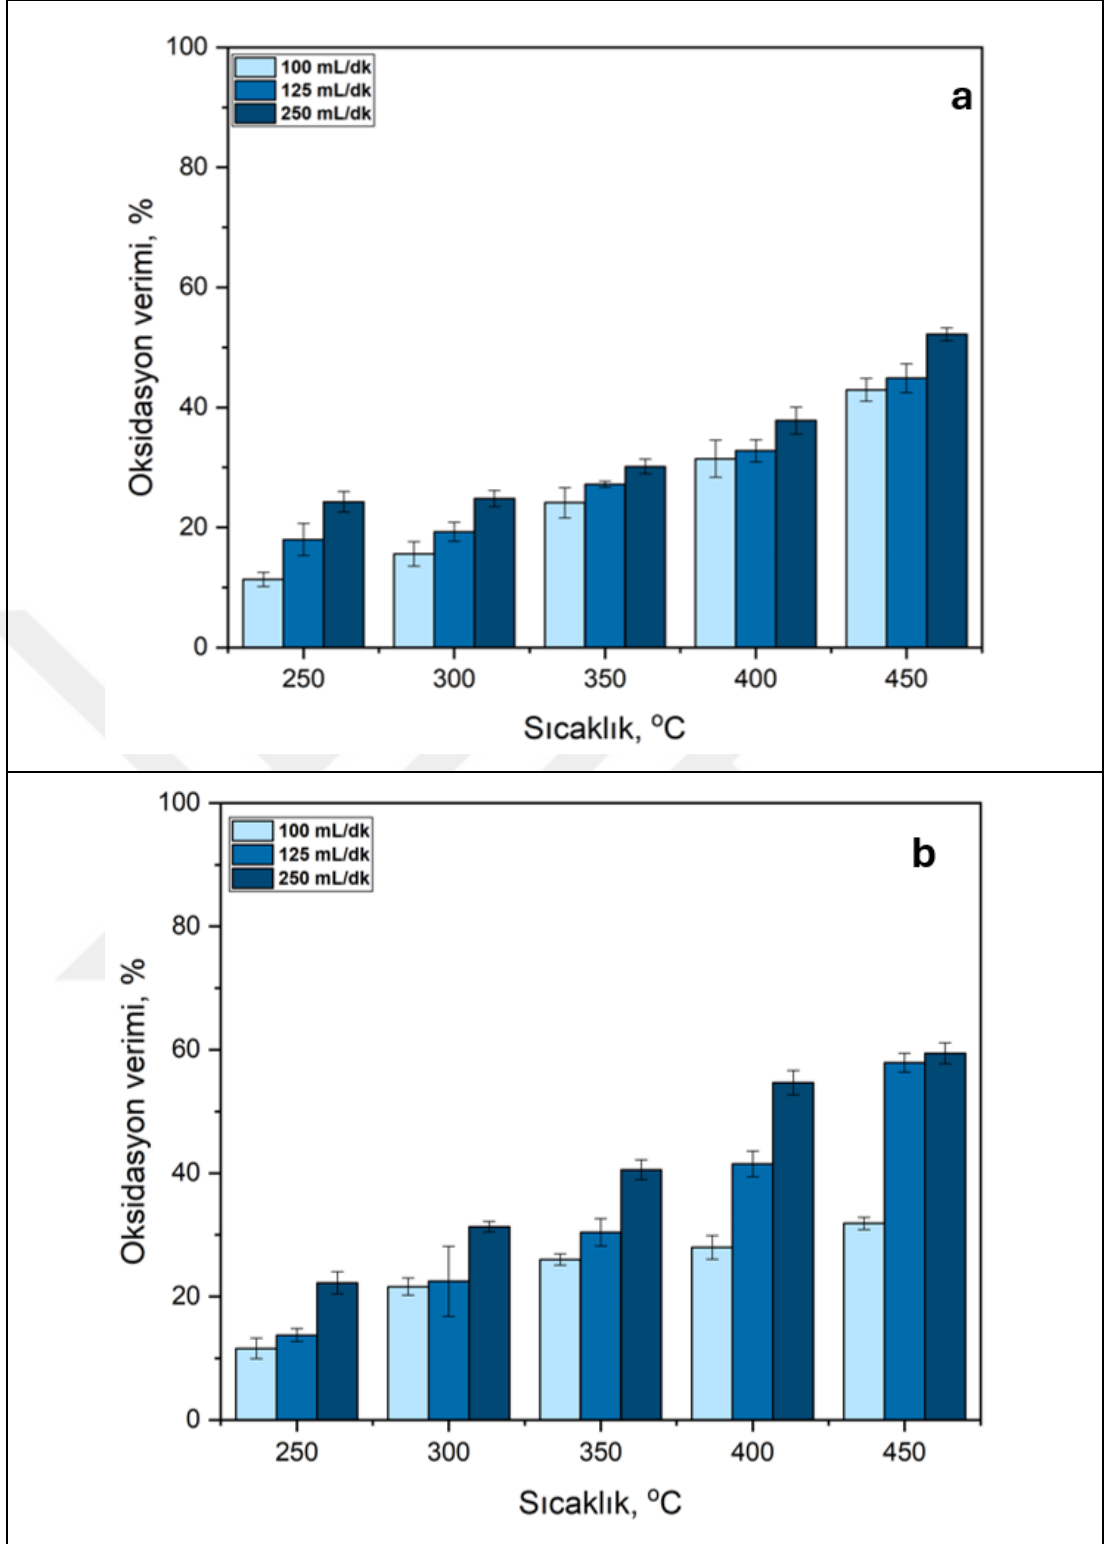 100 mL/dk
125 mL/dk
250 mL/dk
a
100
80
60
40
20
0
Oksidasyon verimi, %
250 300 350 400 450
Sıcaklık, °C
100 mL/dk
125 mL/dk
250 mL/dk
b
100
80
60
40
20
0
Oksidasyon verimi, %
250 300 350 400 450
Sıcaklık, °C